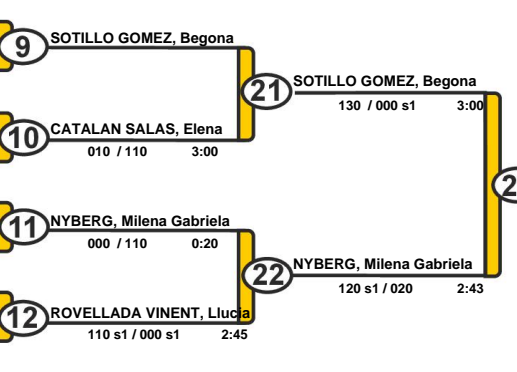 9
SOTILLO GOMEZ, Begona
21
SOTILLO GOMEZ, Begona
130 / 000 s1 3:00
10
CATALAN SALAS, Elena
010 / 110 3:00
11
NYBERG, Milena Gabriela
000 / 110 0:20
22
NYBERG, Milena Gabriela
120 s1 / 020 2:43
12
ROVELLADA VINENT, Llucia
110 s1 / 000 s1 2:45